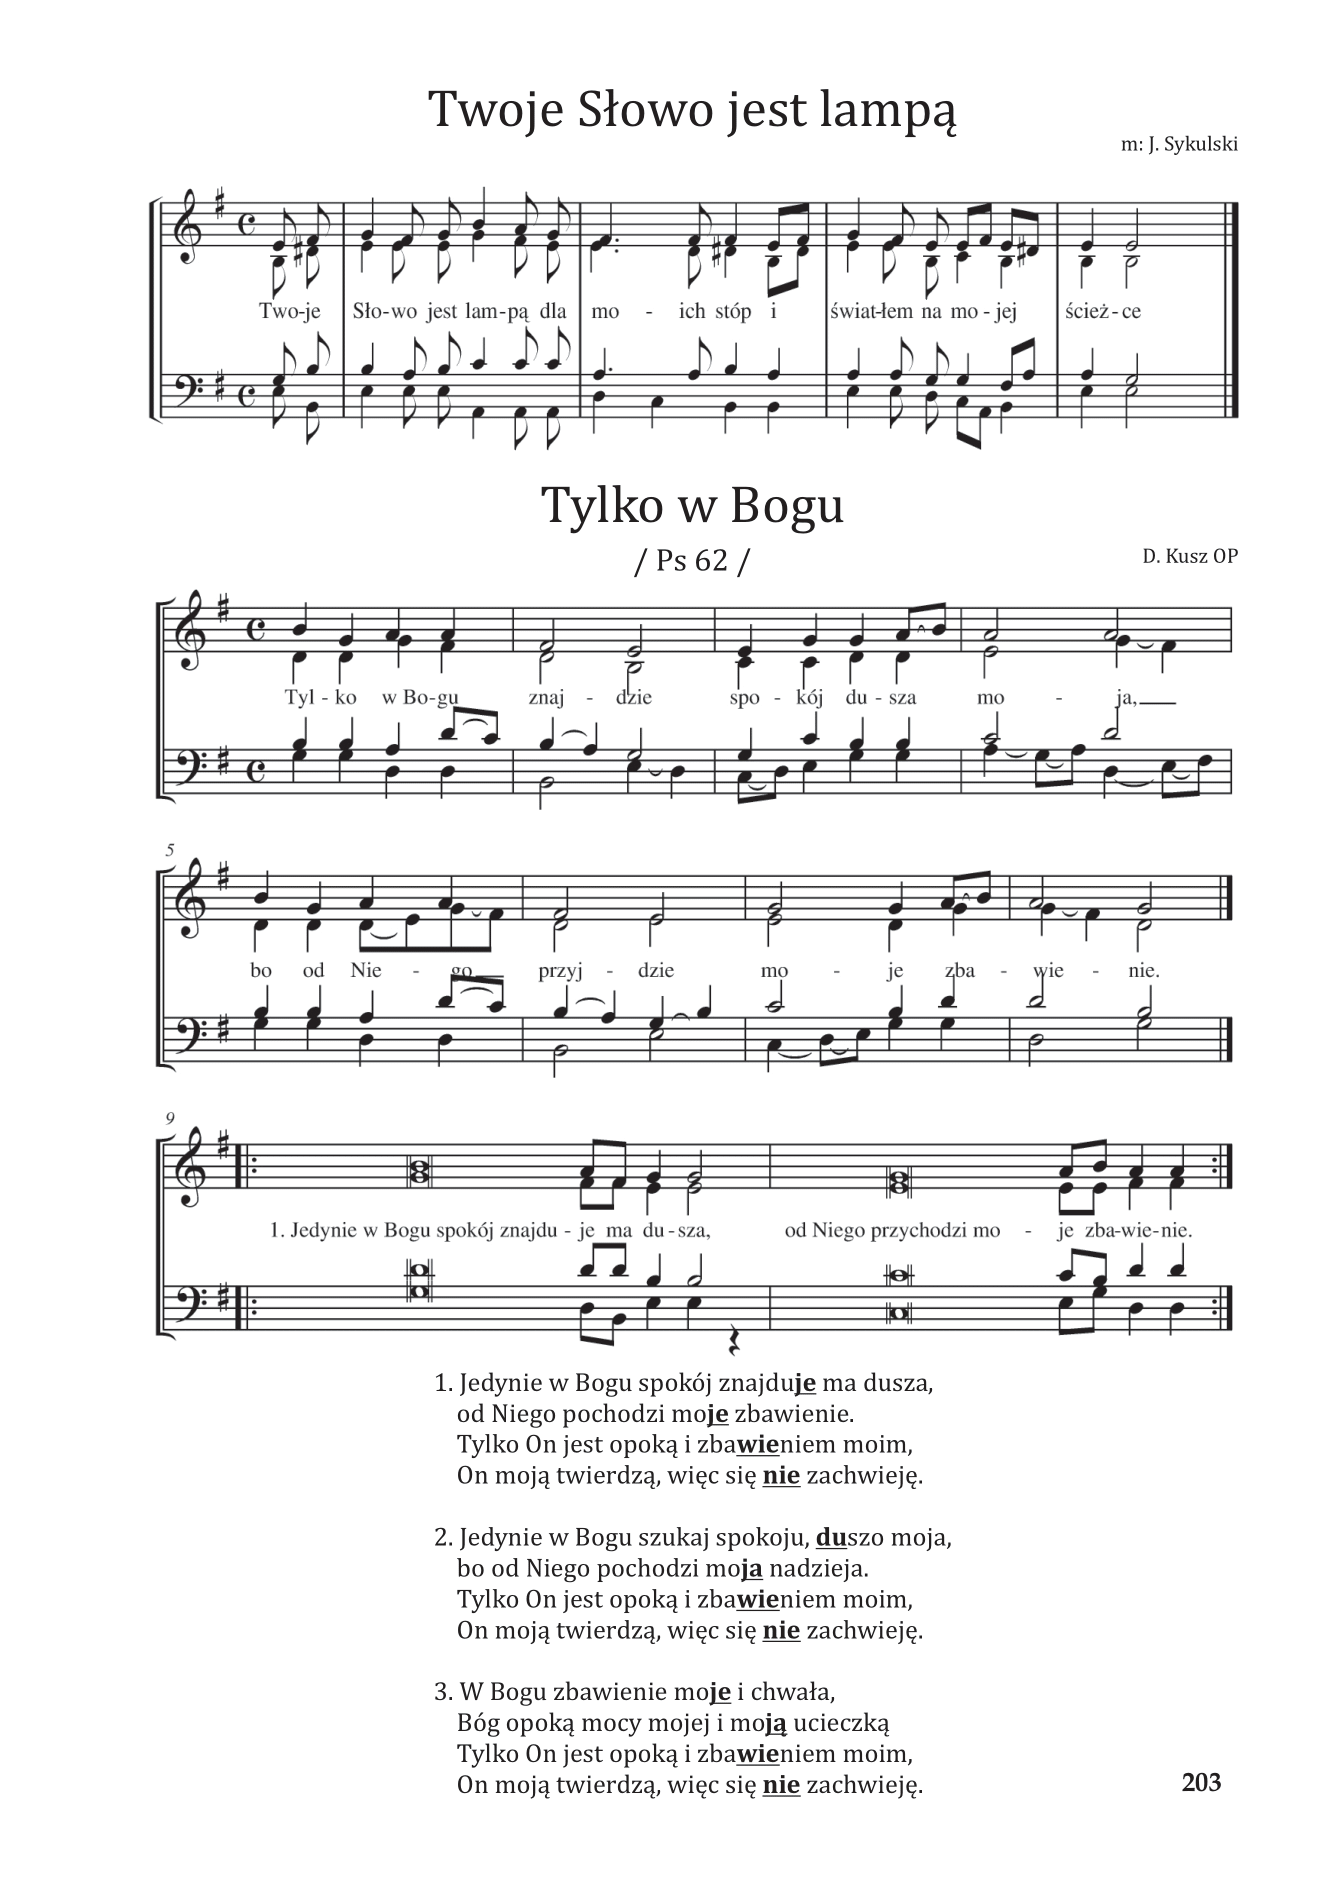 Twoje Słowo jest lampą
m: J. Sykulski
Two-je Sło-wo jest lam-pą dla mo - ich stóp i świat-łem na mo - jej ścież - ce
Tylko w Bogu
/ Ps 62 /
D. Kusz OP
Tyl - ko w Bo-gu znaj - dzie spo - kój du - sza mo - ja,
5
bo od Nie - go przyj - dzie mo - je zba - wie - nie.
9
1. Jedynie w Bogu spokój znajdu - je ma du - sza, od Niego przychodzi mo - je zba-wie-nie.
1. Jedynie w Bogu spokój znajduje ma dusza,
od Niego pochodzi moje zbawienie.
Tylko On jest opoką i zbawieniem moim,
On moją twierdzą, więc się nie zachwieję.
2. Jedynie w Bogu szukaj spokoju, duszo moja,
bo od Niego pochodzi moja nadzieja.
Tylko On jest opoką i zbawieniem moim,
On moją twierdzą, więc się nie zachwieję.
3. W Bogu zbawienie moje i chwała,
Bóg opoką mocy mojej i moją ucieczką
Tylko On jest opoką i zbawieniem moim,
On moją twierdzą, więc się nie zachwieję.
203